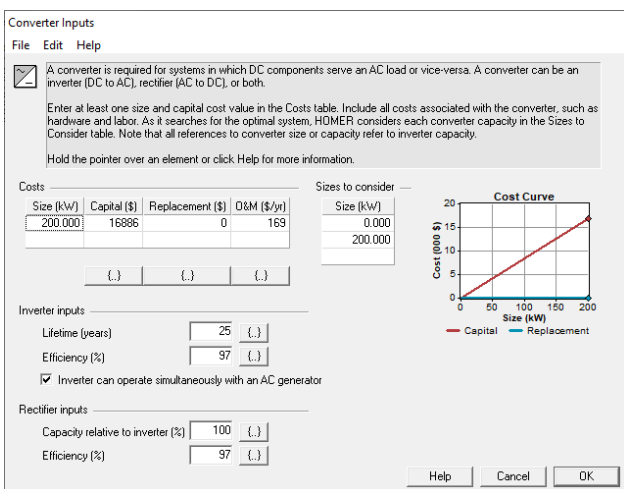 Converter Inputs
File Edit Help
A converter is required for systems in which DC components serve an AC load or vice-versa. A converter can be an
inverter (DC to AC), rectifier (AC to DC), or both.
Enter at least one size and capital cost value in the Costs table. Include all costs associated with the converter, such as
hardware and labor. As it searches for the optimal system, HOMER considers each converter capacity in the Sizes to
Consider table. Note that all references to converter size or capacity refer to inverter capacity.
Hold the pointer over an element or click Help for more information.
Costs
Size (kW) Capital ($) Replacement ($) O&M ($/yr)
200.000 16886 0 169
{..} {..} {..}
Sizes to consider
Size (kW)
0.000
200.000
Cost Curve
Cost (000 $)
20
15
10
5
0
0 50 100 150 200
Size (kW)
Capital Replacement
Inverter inputs
Lifetime (years) 25 {..}
Efficiency (%) 97 {..}
Inverter can operate simultaneously with an AC generator
Rectifier inputs
Capacity relative to inverter (%) 100 {..}
Efficiency (%) 97 {..}
Help Cancel OK